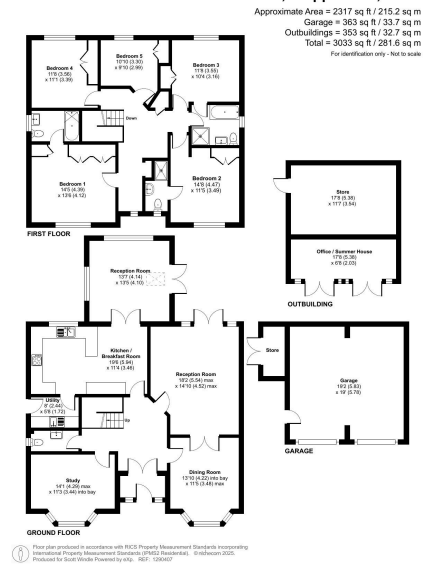 Approximate Area = 2317 sq ft / 215.2 sq m
Garage = 363 sq ft / 33.7 sq m
Outbuildings = 353 sq ft / 32.7 sq m
Total = 3033 sq ft / 281.6 sq m
For identification only - Not to scale
Bedroom 4
11'8 (3.56)
x 11'1 (3.39)
Bedroom 5
10'10 (3.30)
x 9'10 (2.99)
Bedroom 3
11'8 (3.55)
x 10'4 (3.16)
Down
Bedroom 1
14'5 (4.39)
x 13'6 (4.12)
Bedroom 2
14'8 (4.47)
x 11'5 (3.49)
FIRST FLOOR
Store
17'8 (5.38)
x 11'7 (3.54)
Office / Summer House
17'8 (5.38)
x 6'8 (2.03)
OUTBUILDING
Reception Room
13'7 (4.14)
x 13'5 (4.10)
Kitchen /
Breakfast Room
19'6 (5.94)
x 11'4 (3.46)
Reception Room
18'2 (5.54) max
x 14'10 (4.52) max
Utility
8' (2.44)
x 5'8 (1.72)
Up
Study
14'1 (4.29) max
x 11'3 (3.44) into bay
Dining Room
13'10 (4.22) into bay
x 11'5 (3.48) max
GROUND FLOOR
Store
Garage
19'2 (5.83)
x 19' (5.78)
GARAGE
Floor plan produced in accordance with RICS Property Measurement Standards incorporating
International Property Measurement Standards (IPMS2 Residential). ©nichecom 2025.
Produced for Scott Windle Powered by eXp. REF: 1290407